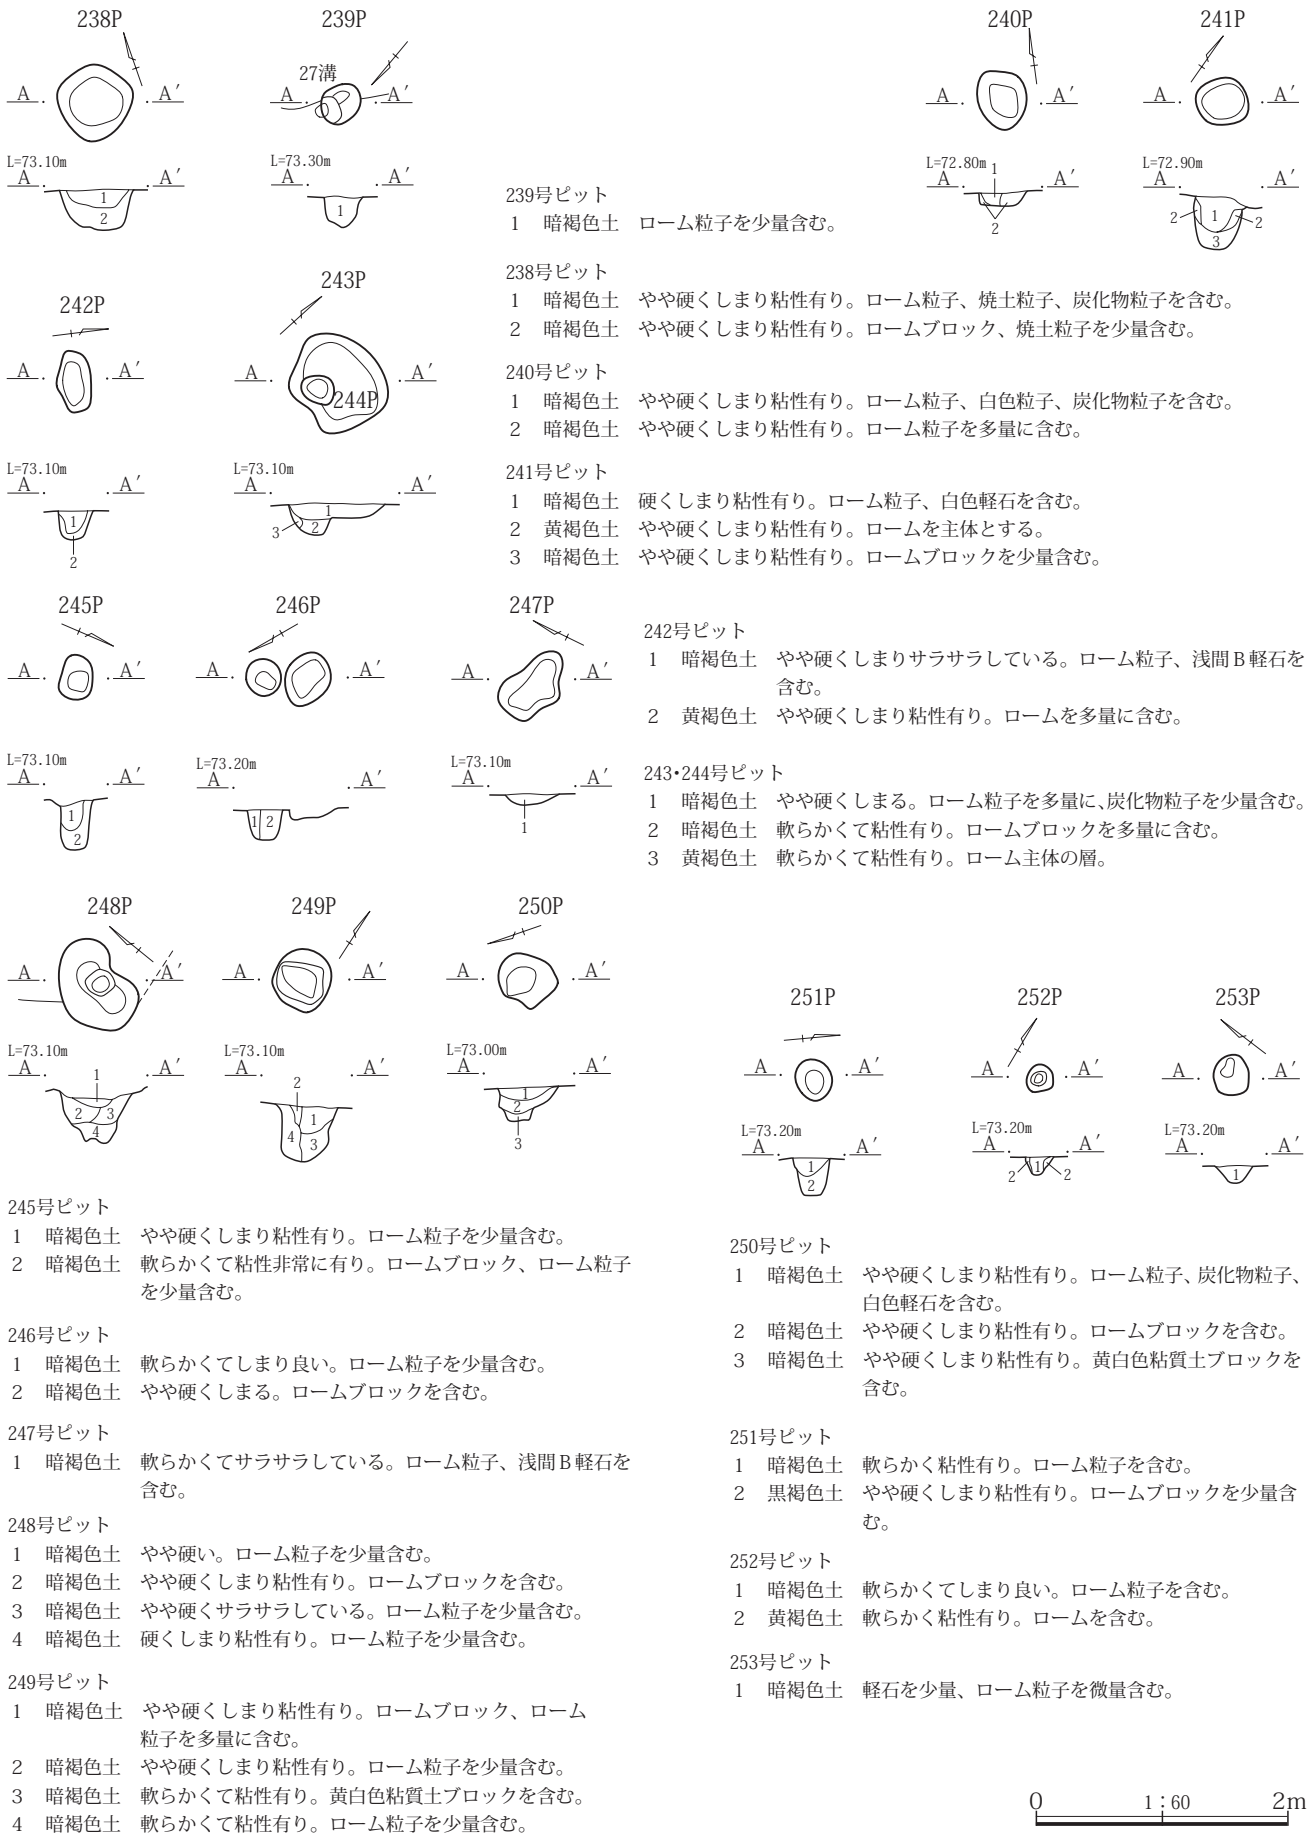 238P
A
A′
L=73.10m
A
A′
1
2
239P
27溝
A
A′
L=73.30m
A
A′
1
240P
A
A′
L=72.80m
A
A′
1
2
241P
A
A′
L=72.90m
A
A′
2
1
2
3
239号ピット
1 暗褐色土 ローム粒子を少量含む。
238号ピット
1 暗褐色土 やや硬くしまり粘性有り。ローム粒子、焼土粒子、炭化物粒子を含む。
2 暗褐色土 やや硬くしまり粘性有り。ロームブロック、焼土粒子を少量含む。
240号ピット
1 暗褐色土 やや硬くしまり粘性有り。ローム粒子、白色粒子、炭化物粒子を含む。
2 暗褐色土 やや硬くしまり粘性有り。ローム粒子を多量に含む。
241号ピット
1 暗褐色土 硬くしまり粘性有り。ローム粒子、白色軽石を含む。
2 黄褐色土 やや硬くしまり粘性有り。ロームを主体とする。
3 暗褐色土 やや硬くしまり粘性有り。ロームブロックを少量含む。
242P
A
A′
L=73.10m
A
A′
1
2
243P
244P
A
A′
L=73.10m
A
A′
1
3
2
245P
A
A′
L=73.10m
A
A′
1
2
246P
A
A′
L=73.20m
A
A′
1
2
247P
A
A′
L=73.10m
A
A′
1
242号ピット
1 暗褐色土 やや硬くしまりサラサラしている。ローム粒子、浅間B軽石を
含む。
2 黄褐色土 やや硬くしまり粘性有り。ロームを多量に含む。
243・244号ピット
1 暗褐色土 やや硬くしまる。ローム粒子を多量に、炭化物粒子を少量含む。
2 暗褐色土 軟らかくて粘性有り。ロームブロックを多量に含む。
3 黄褐色土 軟らかくて粘性有り。ローム主体の層。
248P
A
A′
L=73.10m
A
A′
1
2
3
4
249P
A
A′
L=73.10m
A
A′
2
1
4
3
250P
A
A′
L=73.00m
A
A′
1
2
3
251P
A
A′
L=73.20m
A
A′
1
2
252P
A
A′
L=73.20m
A
A′
2
1
2
253P
A
A′
L=73.20m
A
A′
1
245号ピット
1 暗褐色土 やや硬くしまり粘性有り。ローム粒子を少量含む。
2 暗褐色土 軟らかくて粘性非常に有り。ロームブロック、ローム粒子
を少量含む。
246号ピット
1 暗褐色土 軟らかくてしまり良い。ローム粒子を少量含む。
2 暗褐色土 やや硬くしまる。ロームブロックを含む。
247号ピット
1 暗褐色土 軟らかくてサラサラしている。ローム粒子、浅間B軽石を
含む。
248号ピット
1 暗褐色土 やや硬い。ローム粒子を少量含む。
2 暗褐色土 やや硬くしまり粘性有り。ロームブロックを含む。
3 暗褐色土 やや硬くサラサラしている。ローム粒子を少量含む。
4 暗褐色土 硬くしまり粘性有り。ローム粒子を少量含む。
249号ピット
1 暗褐色土 やや硬くしまり粘性有り。ロームブロック、ローム
粒子を多量に含む。
2 暗褐色土 やや硬くしまり粘性有り。ローム粒子を少量含む。
3 暗褐色土 軟らかくて粘性有り。黄白色粘質土ブロックを含む。
4 暗褐色土 軟らかくて粘性有り。ローム粒子を少量含む。
250号ピット
1 暗褐色土 やや硬くしまり粘性有り。ローム粒子、炭化物粒子、
白色軽石を含む。
2 暗褐色土 やや硬くしまり粘性有り。ロームブロックを含む。
3 暗褐色土 やや硬くしまり粘性有り。黄白色粘質土ブロックを
含む。
251号ピット
1 暗褐色土 軟らかく粘性有り。ローム粒子を含む。
2 黒褐色土 やや硬くしまり粘性有り。ロームブロックを少量含
む。
252号ピット
1 暗褐色土 軟らかくてしまり良い。ローム粒子を含む。
2 黄褐色土 軟らかく粘性有り。ロームを含む。
253号ピット
1 暗褐色土 軽石を少量、ローム粒子を微量含む。
0 1:60 2m